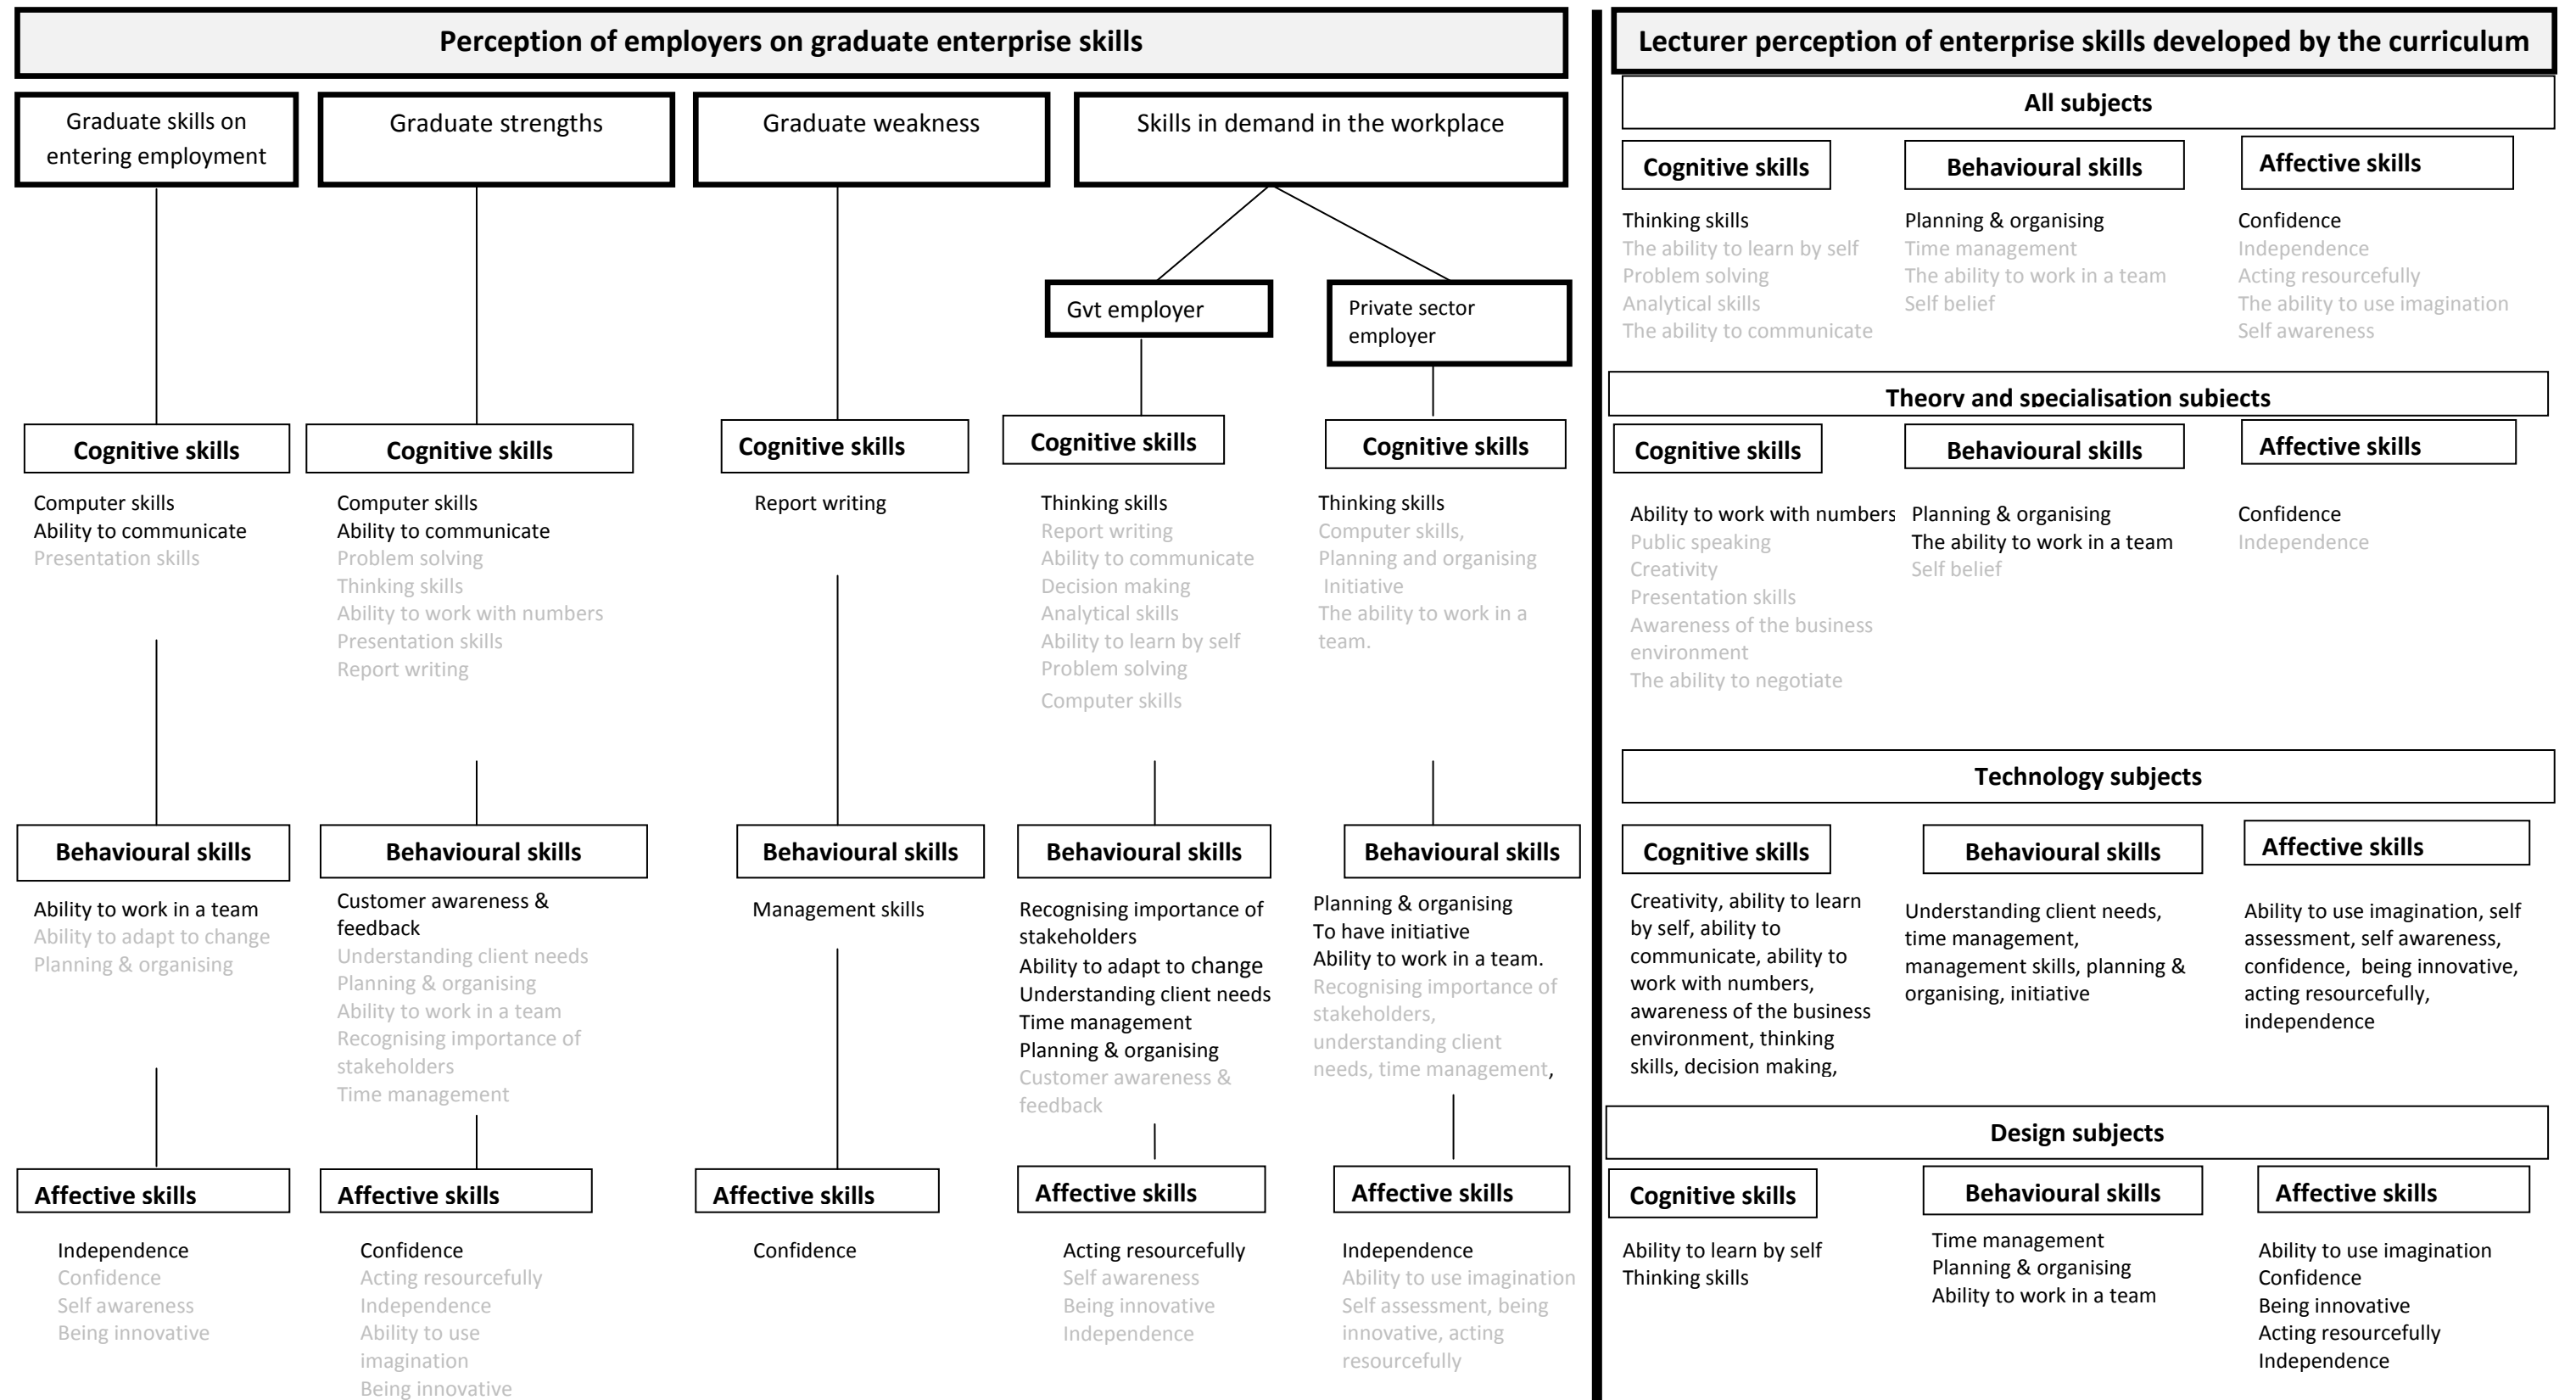 Perception of employers on graduate enterprise skills
Graduate skills on
entering employment
Graduate strengths
Graduate weakness
Skills in demand in the workplace
Gvt employer
Private sector
employer
Cognitive skills
Computer skills
Ability to communicate
Presentation skills
Cognitive skills
Computer skills
Ability to communicate
Problem solving
Thinking skills
Ability to work with numbers
Presentation skills
Report writing
Cognitive skills
Report writing
Cognitive skills
Thinking skills
Report writing
Ability to communicate
Decision making
Analytical skills
Ability to learn by self
Problem solving
Computer skills
Cognitive skills
Thinking skills
Computer skills,
Planning and organising
Initiative
The ability to work in a
team.
Behavioural skills
Ability to work in a team
Ability to adapt to change
Planning & organising
Behavioural skills
Customer awareness &
feedback
Understanding client needs
Planning & organising
Ability to work in a team
Recognising importance of
stakeholders
Time management
Behavioural skills
Management skills
Behavioural skills
Recognising importance of
stakeholders
Ability to adapt to change
Understanding client needs
Time management
Planning & organising
Customer awareness &
feedback
Behavioural skills
Planning & organising
To have initiative
Ability to work in a team.
Recognising importance of
stakeholders,
understanding client
needs, time management,
Affective skills
Independence
Confidence
Self awareness
Being innovative
Affective skills
Confidence
Acting resourcefully
Independence
Ability to use
imagination
Being innovative
Affective skills
Confidence
Affective skills
Acting resourcefully
Self awareness
Being innovative
Independence
Affective skills
Independence
Ability to use imagination
Self assessment, being
innovative, acting
resourcefully
Lecturer perception of enterprise skills developed by the curriculum
All subjects
Cognitive skills
Thinking skills
The ability to learn by self
Problem solving
Analytical skills
The ability to communicate
Behavioural skills
Planning & organising
Time management
The ability to work in a team
Self belief
Affective skills
Confidence
Independence
Acting resourcefully
The ability to use imagination
Self awareness
Theory and specialisation subjects
Cognitive skills
Ability to work with numbers
Public speaking
Creativity
Presentation skills
Awareness of the business
environment
The ability to negotiate
Behavioural skills
Planning & organising
The ability to work in a team
Self belief
Affective skills
Confidence
Independence
Technology subjects
Cognitive skills
Creativity, ability to learn
by self, ability to
communicate, ability to
work with numbers,
awareness of the business
environment, thinking
skills, decision making,
Behavioural skills
Understanding client needs,
time management,
management skills, planning &
organising, initiative
Affective skills
Ability to use imagination, self
assessment, self awareness,
confidence, being innovative,
acting resourcefully,
independence
Design subjects
Cognitive skills
Ability to learn by self
Thinking skills
Behavioural skills
Time management
Planning & organising
Ability to work in a team
Affective skills
Ability to use imagination
Confidence
Being innovative
Acting resourcefully
Independence